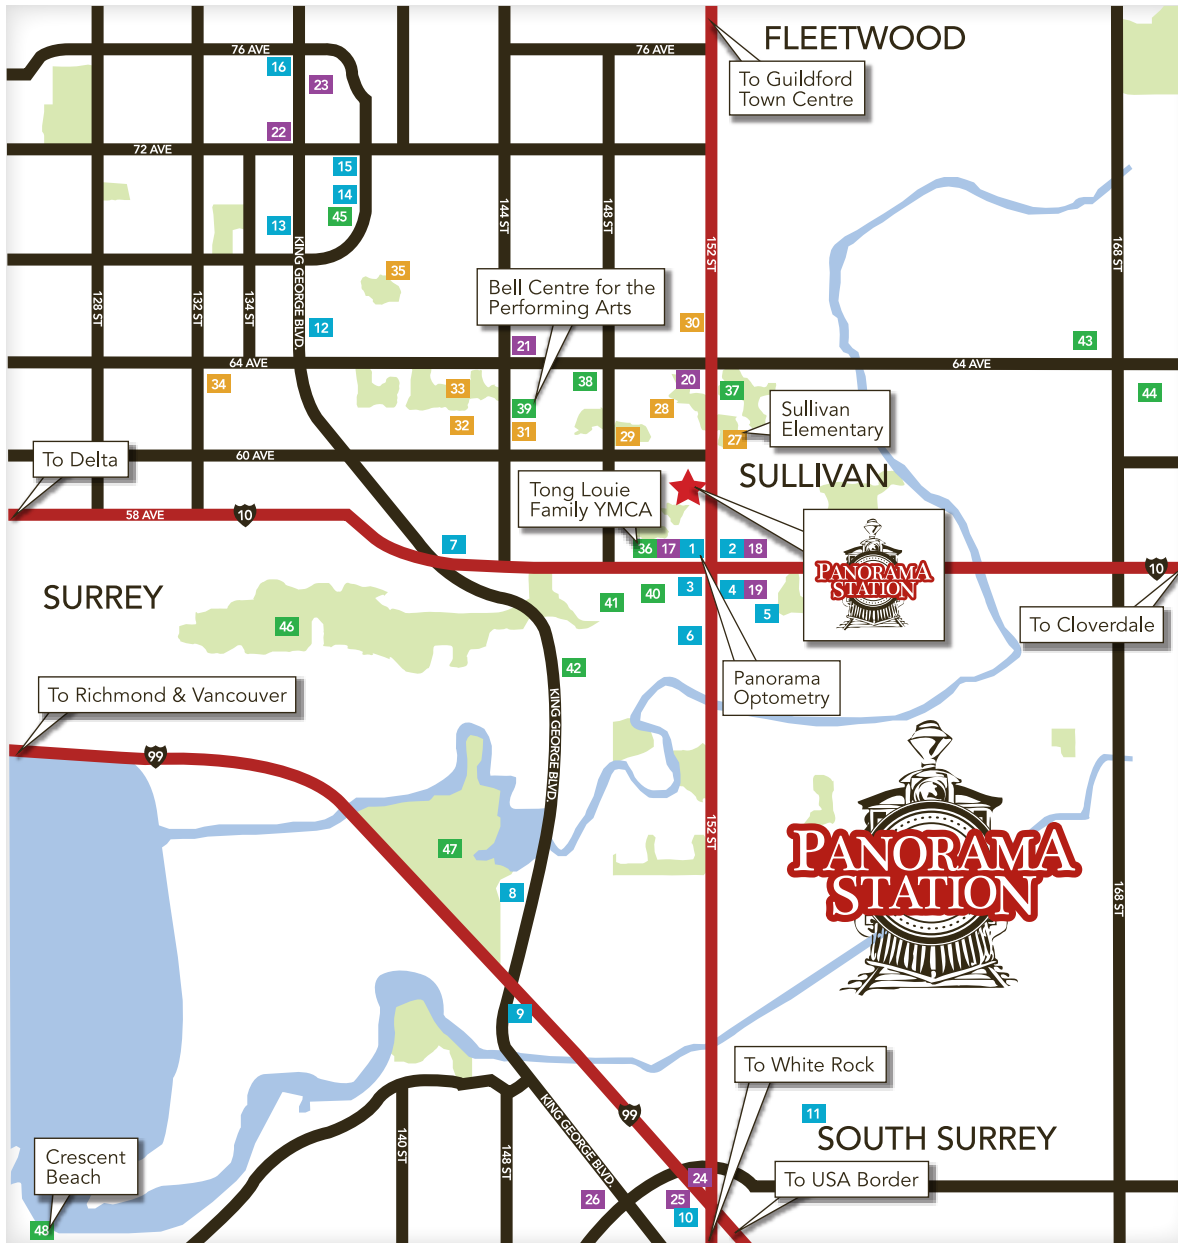 76 AVE
76 AVE
FLEETWOOD
16
23
To Guildford
Town Centre
22
72 AVE
15
14
45
13
144 ST
148 ST
152 ST
168 ST
KING GEORGE BLVD.
128 ST
132 ST
134 ST
35
Bell Centre for the
Performing Arts
12
30
21
43
64 AVE
64 AVE
34
33
38
20
37
44
39
28
Sullivan
Elementary
32
31
29
27
60 AVE
To Delta
SULLIVAN
Tong Louie
Family YMCA
58 AVE
10
7
36
17
1
2
18
PANORAMA
STATION
10
SURREY
3
4
19
40
41
5
To Cloverdale
46
6
42
Panorama
Optometry
To Richmond & Vancouver
KING GEORGE BLVD.
99
152 ST
47
PANORAMA
STATION
8
168 ST
9
To White Rock
99
11
KING GEORGE BLVD.
140 ST
148 ST
SOUTH SURREY
Crescent
Beach
24
To USA Border
26
25
10
48